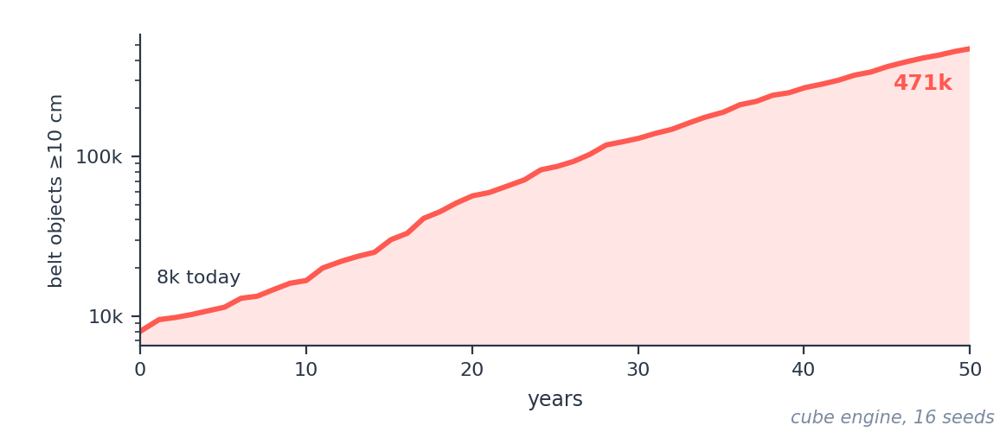 belt objects ≥10 cm
100k
10k
8k today
471k
0 10 20 30 40 50
years
cube engine, 16 seeds